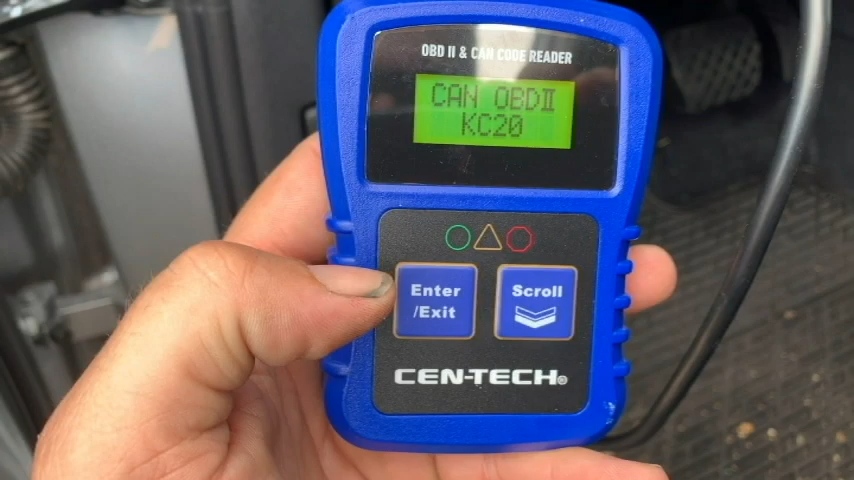 OBD II & CAN CODE READER
CAN OBDⅡ
KC20
Enter
/Exit
Scroll
CEN-TECH®